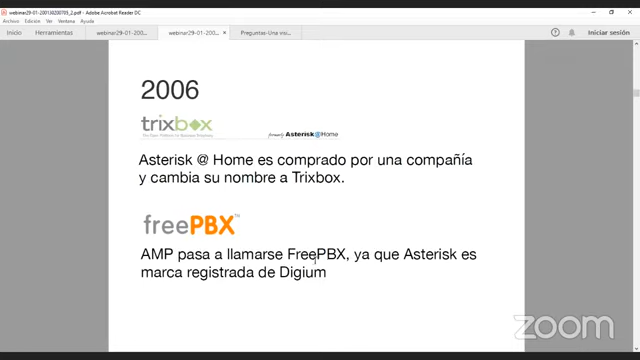 webinar29-01-200130200705_2.pdf - Adobe Acrobat Reader DC
Archivo Edición Ver Ventana Ayuda
Inicio Herramientas webinar29-01-200... webinar29-01-200... × Preguntas-Una visi... Iniciar sesión
2006
trixbox
formerly Asterisk@Home
Asterisk @ Home es comprado por una compañía
y cambia su nombre a Trixbox.
freePBX™
AMP pasa a llamarse FreePBX, ya que Asterisk es
marca registrada de Digium
zoom